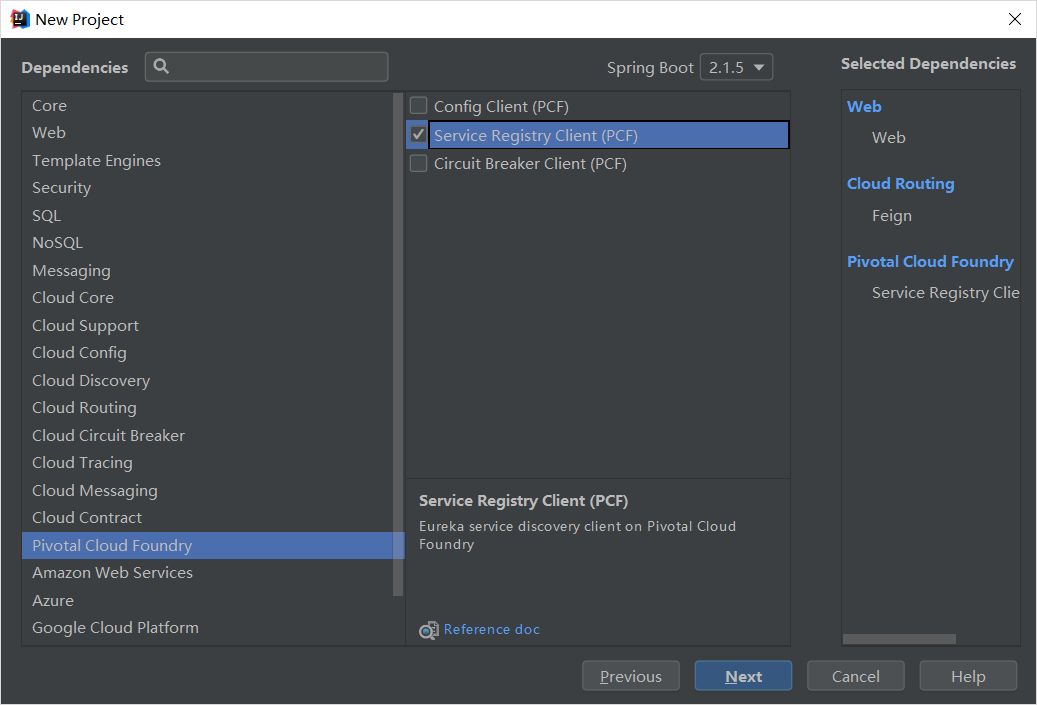 New Project
Dependencies
Spring Boot 2.1.5
Selected Dependencies
Core
Web
Template Engines
Security
SQL
NoSQL
Messaging
Cloud Core
Cloud Support
Cloud Config
Cloud Discovery
Cloud Routing
Cloud Circuit Breaker
Cloud Tracing
Cloud Messaging
Cloud Contract
Pivotal Cloud Foundry
Amazon Web Services
Azure
Google Cloud Platform
Config Client (PCF)
Service Registry Client (PCF)
Circuit Breaker Client (PCF)
Service Registry Client (PCF)
Eureka service discovery client on Pivotal Cloud
Foundry
Reference doc
Web
Web
Cloud Routing
Feign
Pivotal Cloud Foundry
Service Registry Clie
Previous
Next
Cancel
Help